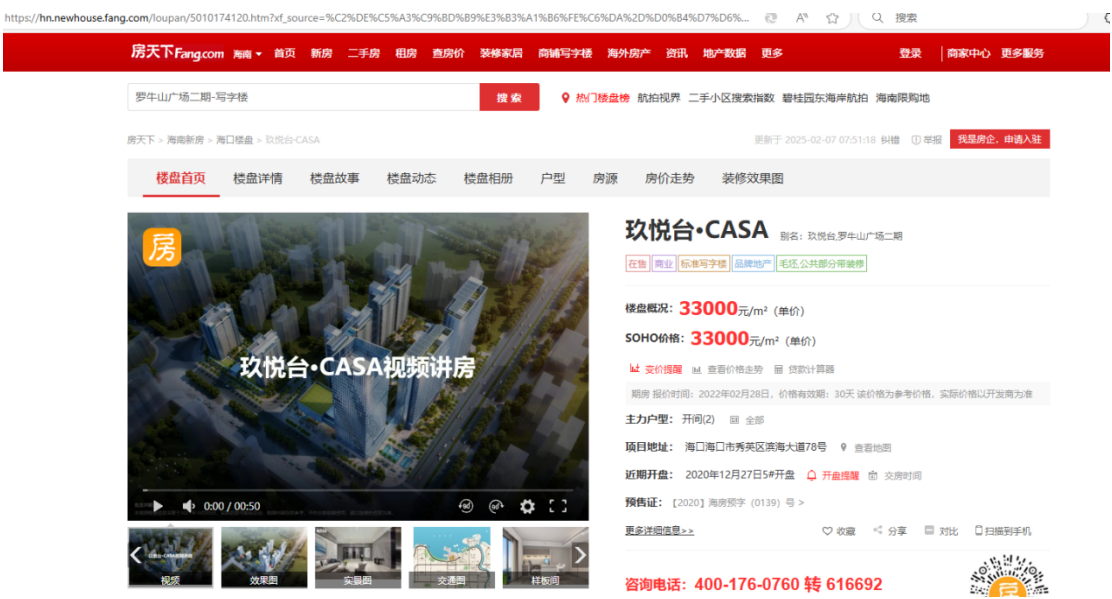 https://hn.newhouse.fang.com/loupan/5010174120.htm?xf_source=%C2%DE%C5%A3%C9%BD%B9%E3%B3%A1%B6%FE%C6%DA%2D%D0%B4%D7%D6%...
搜索
房天下Fang.com 海南 首页 新房 二手房 租房 查房价 装修家居 商铺写字楼 海外房产 资讯 地产数据 更多 登录 | 商家中心 更多服务
罗牛山广场二期-写字楼 搜索 热门楼盘榜 航拍视界 二手小区搜索指数 碧桂园东海岸航拍 海南限购地
房天下 > 海南新房 > 海口楼盘 > 玖悦台·CASA 更新于 2025-02-07 07:51:18 纠错 举报 我是房企，申请入驻
楼盘首页 楼盘详情 楼盘故事 楼盘动态 楼盘相册 户型 房源 房价走势 装修效果图
房
玖悦台·CASA视频讲房
0:00 / 00:50
视频 效果图 实景图 交通图 样板间
玖悦台·CASA 别名：玖悦台,罗牛山广场二期
在售 商业 标准写字楼 品牌地产 毛坯,公共部分带装修
楼盘概况：33000元/m²（单价）
SOHO价格：33000元/m²（单价）
变价提醒 查看价格走势 贷款计算器
期房 报价时间：2022年02月28日，价格有效期：30天 该价格为参考价格，实际价格以开发商为准
主力户型： 开间(2) 全部
项目地址： 海口海口市秀英区滨海大道78号 查看地图
近期开盘： 2020年12月27日5#开盘 开盘提醒 交房时间
预售证：【2020】海房预字（0139）号 >
更多详细信息>> 收藏 分享 对比 扫描到手机
咨询电话：400-176-0760 转 616692
房